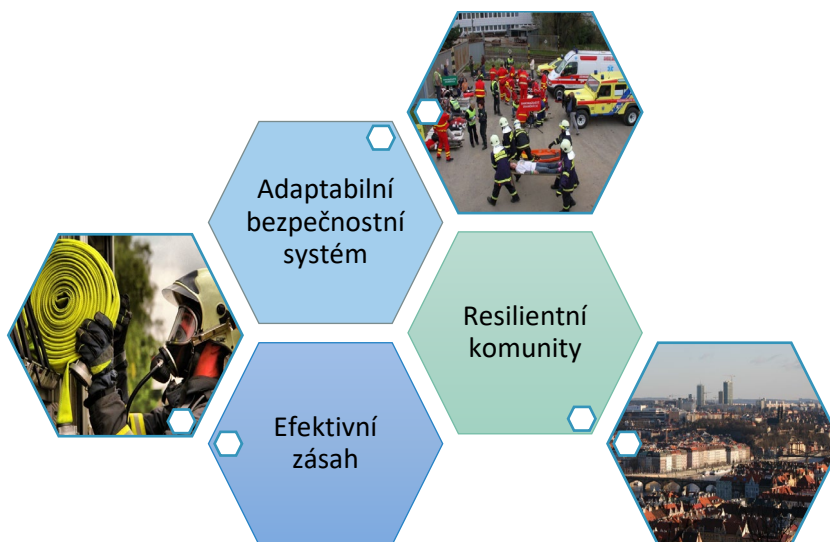 Adaptabilní
bezpečnostní
systém
Resilientní
komunity
Efektivní
zásah